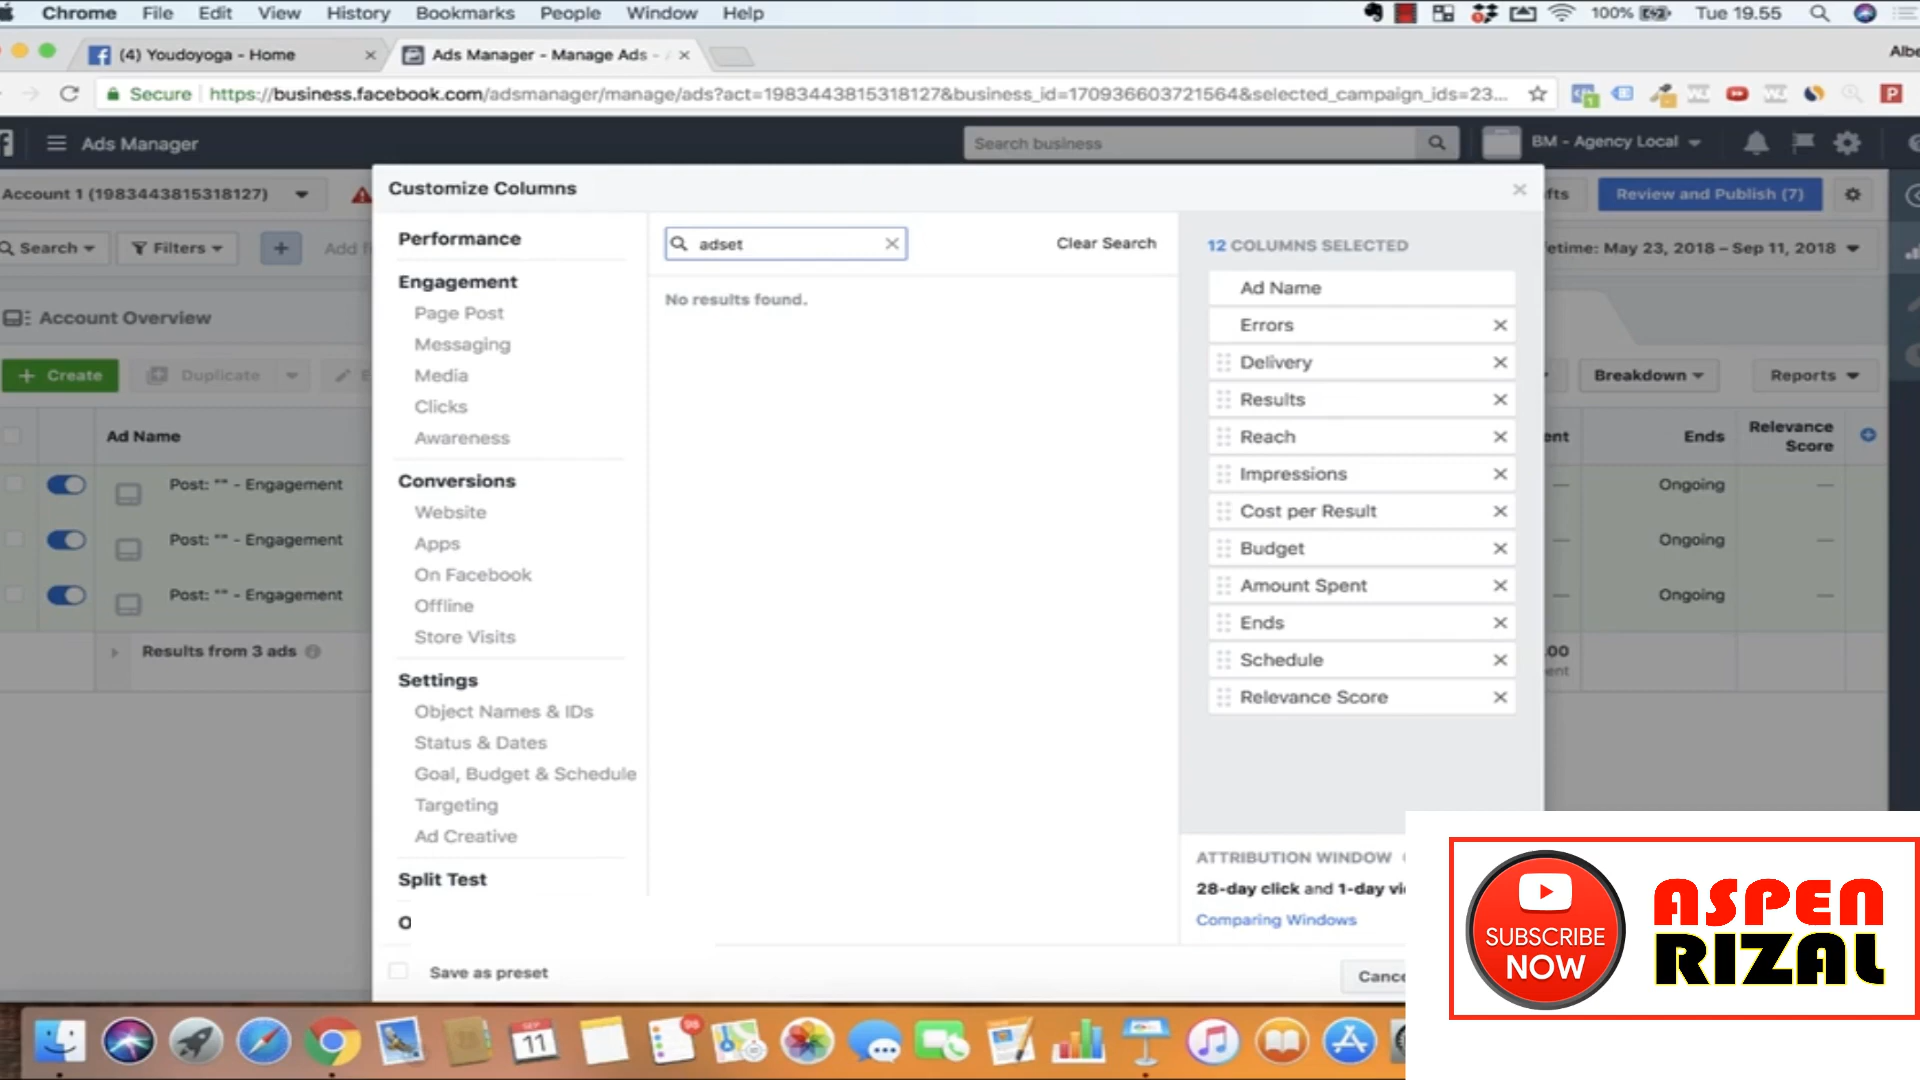 Chrome File Edit View History Bookmarks People Window Help 100% Tue 19.55
(4) Youdoyoga - Home Ads Manager - Manage Ads -
Secure https://business.facebook.com/adsmanager/manage/ads?act=1983443815318127&business_id=170936603721564&selected_campaign_ids=23...
Ads Manager Search business BM - Agency Local
Account 1 (1983443815318127) Review and Publish (7)
Search Filters May 23, 2018 – Sep 11, 2018
Account Overview
+ Create Duplicate Breakdown Reports
Ad Name Ends Relevance Score
Post: "" - Engagement — Ongoing —
Post: "" - Engagement — Ongoing —
Post: "" - Engagement — Ongoing —
Results from 3 ads .00
Customize Columns
Performance
Engagement
Page Post
Messaging
Media
Clicks
Awareness
Conversions
Website
Apps
On Facebook
Offline
Store Visits
Settings
Object Names & IDs
Status & Dates
Goal, Budget & Schedule
Targeting
Ad Creative
Split Test
Save as preset
adset
Clear Search
No results found.
12 COLUMNS SELECTED
Ad Name
Errors
Delivery
Results
Reach
Impressions
Cost per Result
Budget
Amount Spent
Ends
Schedule
Relevance Score
ATTRIBUTION WINDOW
28-day click and 1-day
Comparing Windows
SEP
11
98
SUBSCRIBE
NOW
ASPEN
RIZAL